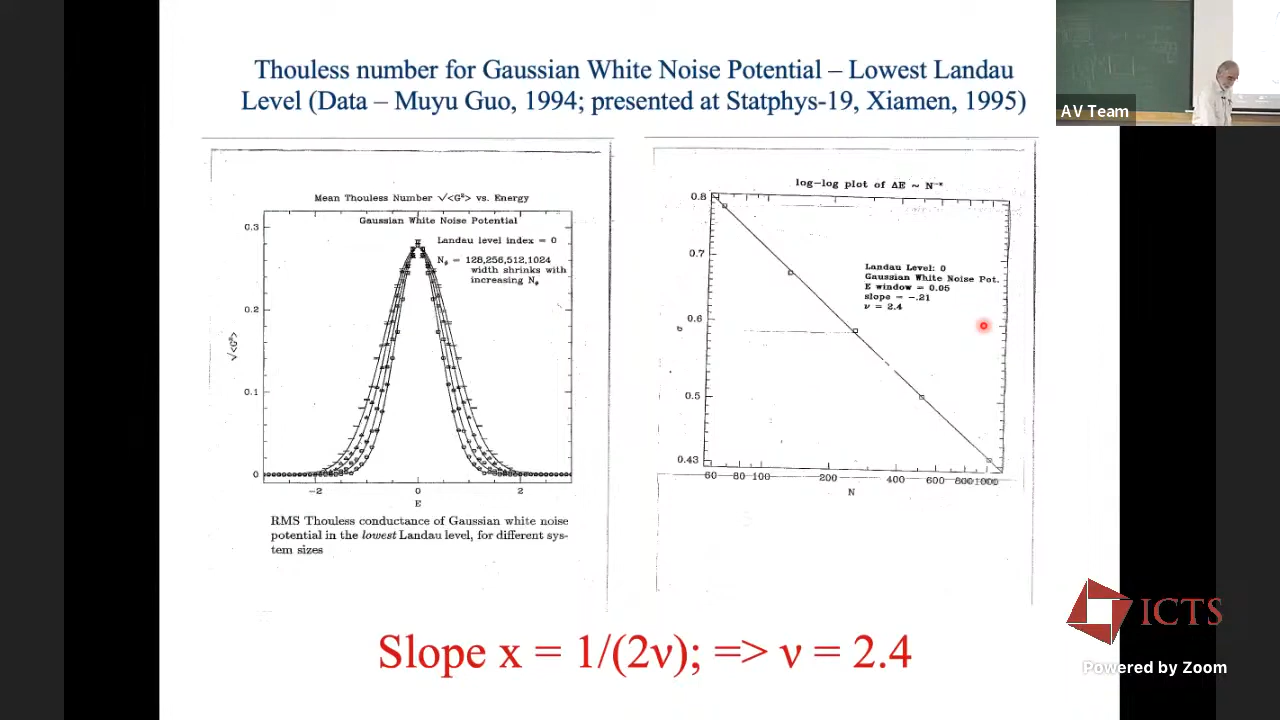 Thouless number for Gaussian White Noise Potential – Lowest Landau
Level (Data – Muyu Guo, 1994; presented at Statphys-19, Xiamen, 1995)
AV Team
Mean Thouless Number √<G²> vs. Energy
Gaussian White Noise Potential
Landau level index = 0
Nᵩ = 128,256,512,1024
width shrinks with
increasing Nᵩ
0.3
0.2
0.1
0
√<G²>
-2
0
2
E
RMS Thouless conductance of Gaussian white noise
potential in the lowest Landau level, for different sys-
tem sizes
log-log plot of ΔE ~ N⁻ˣ
0.8
0.7
0.6
0.5
0.43
σ
Landau Level: 0
Gaussian White Noise Pot.
E window = 0.05
slope = -.21
ν = 2.4
60 80 100 200 400 600 800 1000
N
Slope x = 1/(2ν); => ν = 2.4
ICTS
Powered by Zoom